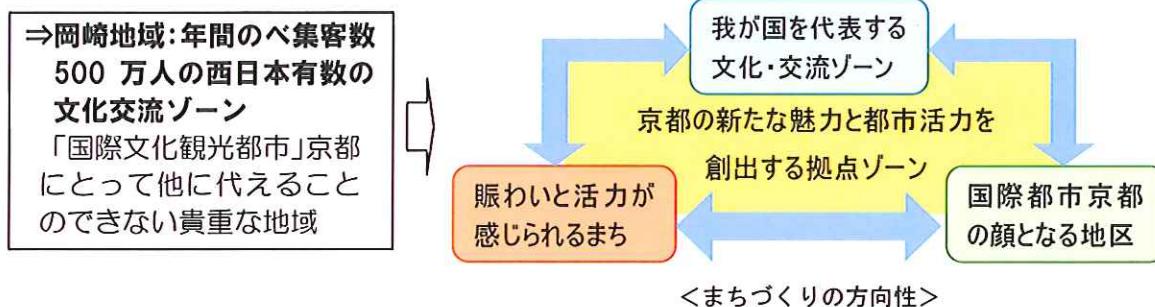 ⇒岡崎地域:年間のべ集客数
500 万人の西日本有数の
文化交流ゾーン
「国際文化観光都市」京都
にとって他に代えること
のできない貴重な地域
我が国を代表する
文化・交流ゾーン
京都の新たな魅力と都市活力を
創出する拠点ゾーン
賑わいと活力が
感じられるまち
国際都市京都
の顔となる地区
<まちづくりの方向性>